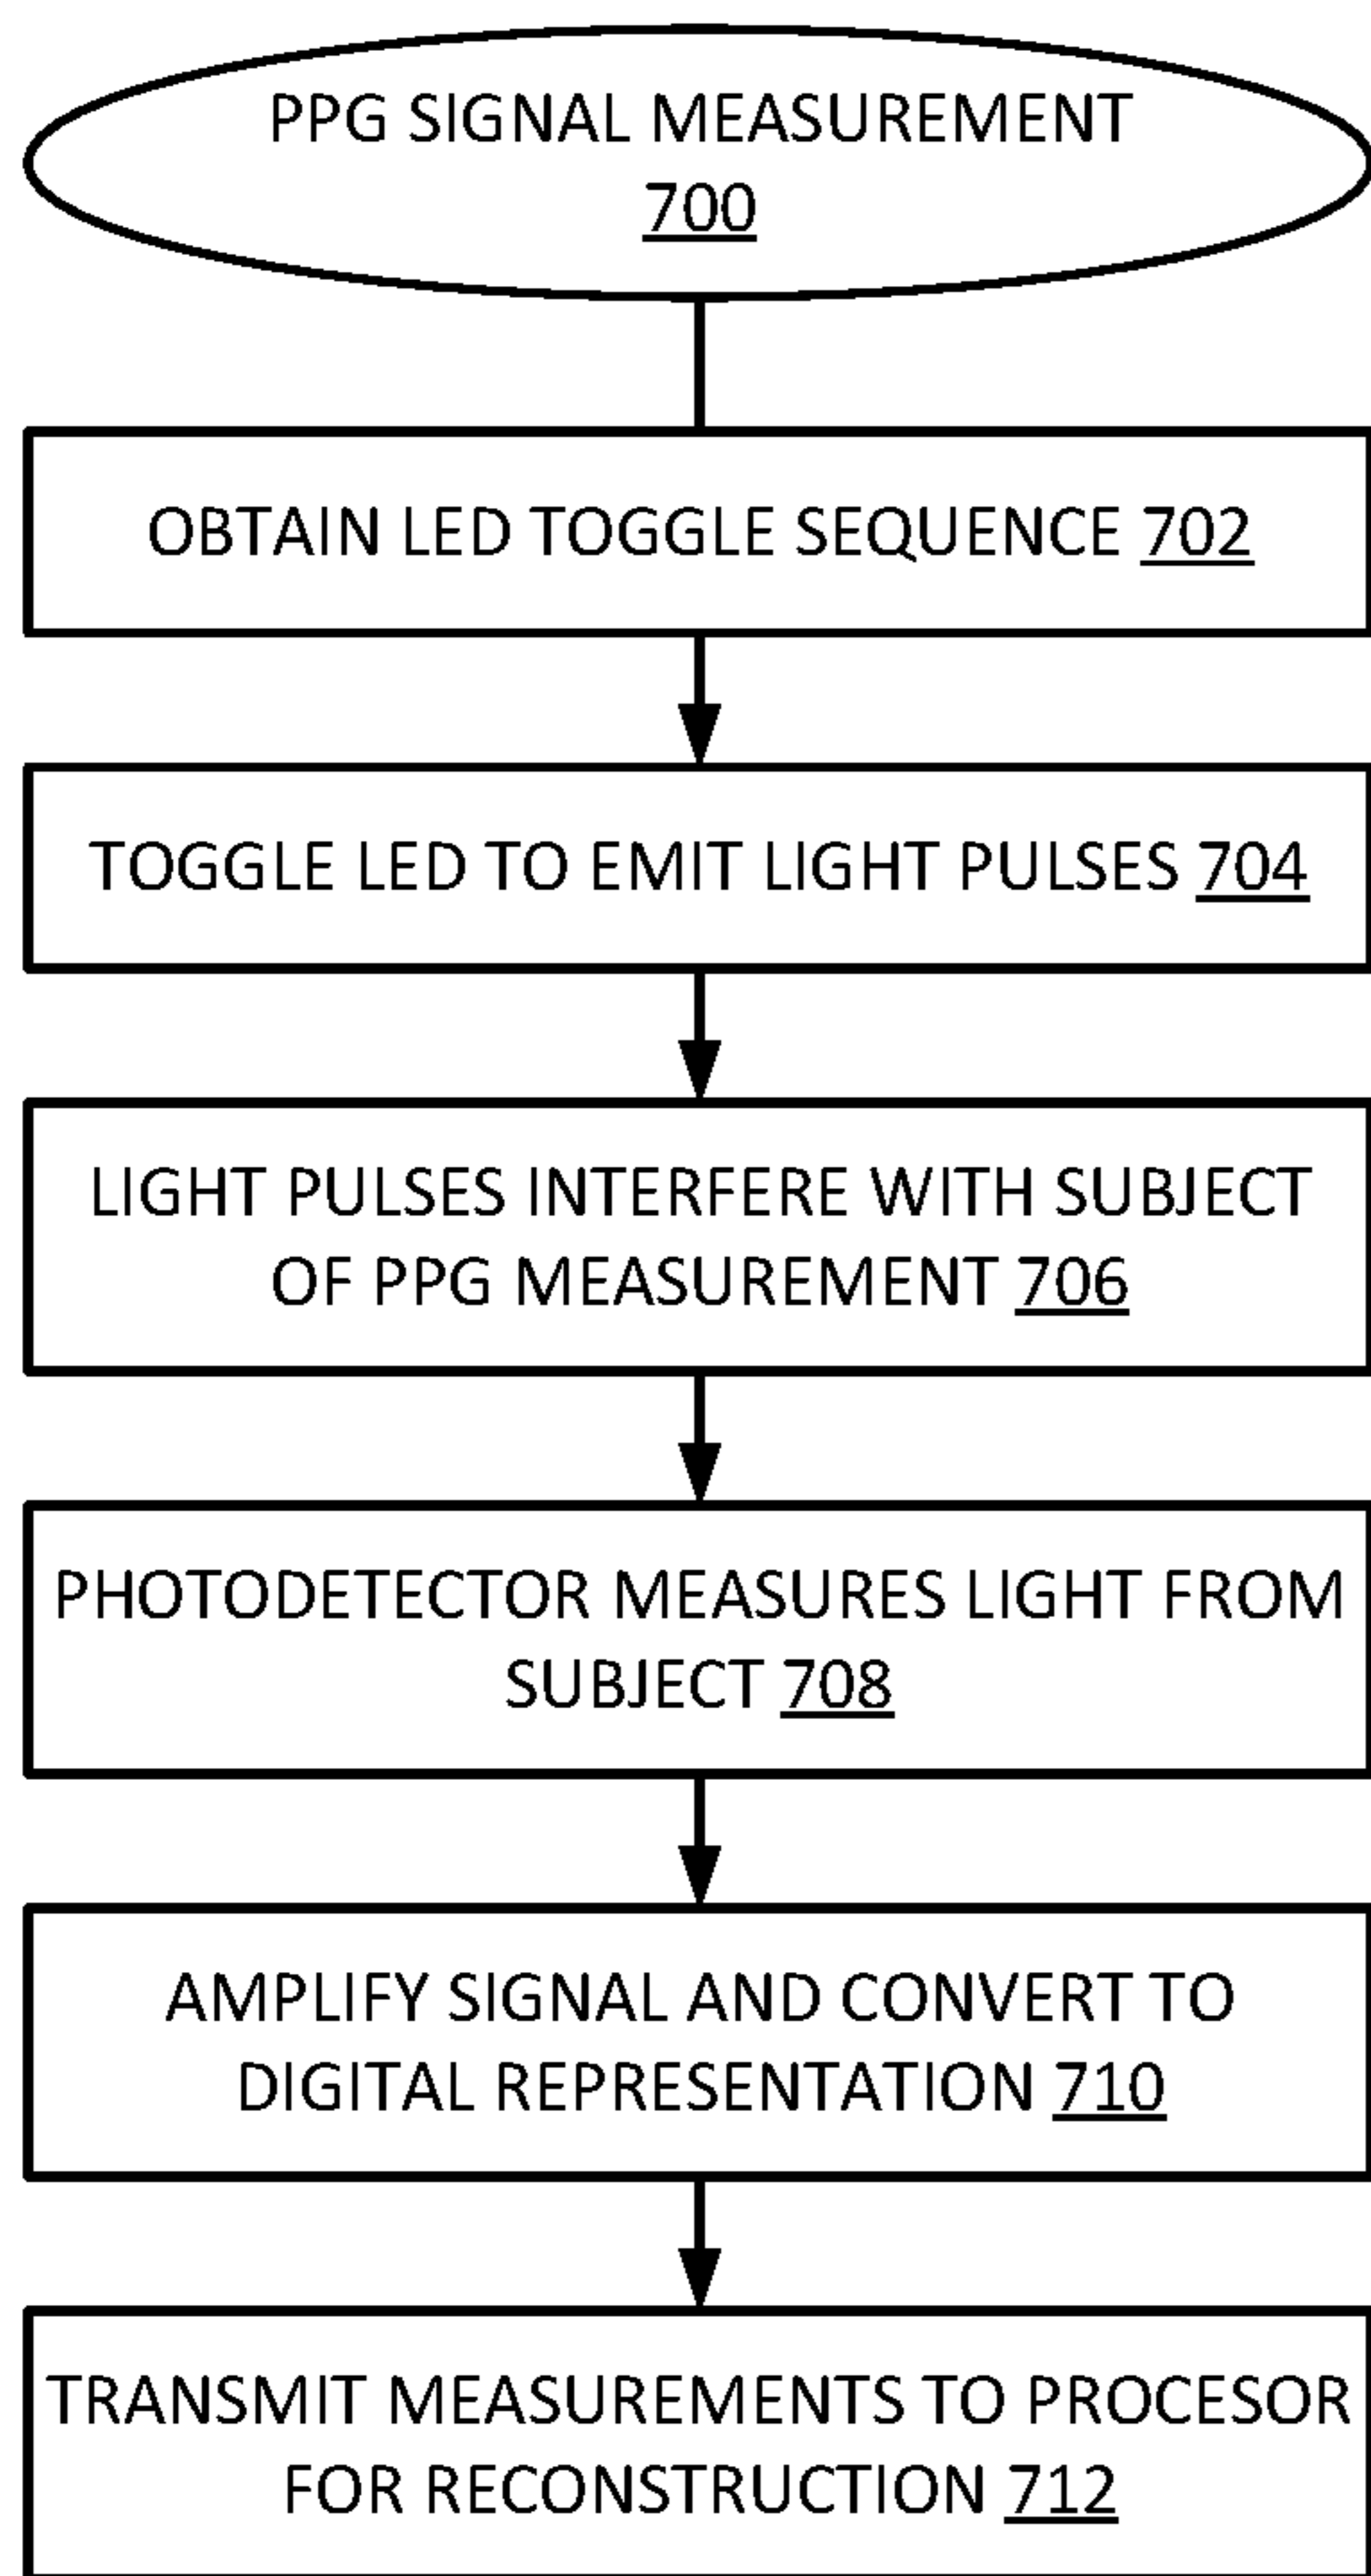 PPG SIGNAL MEASUREMENT
700
OBTAIN LED TOGGLE SEQUENCE 702
TOGGLE LED TO EMIT LIGHT PULSES 704
LIGHT PULSES INTERFERE WITH SUBJECT
OF PPG MEASUREMENT 706
PHOTODETECTOR MEASURES LIGHT FROM
SUBJECT 708
AMPLIFY SIGNAL AND CONVERT TO
DIGITAL REPRESENTATION 710
TRANSMIT MEASUREMENTS TO PROCESOR
FOR RECONSTRUCTION 712